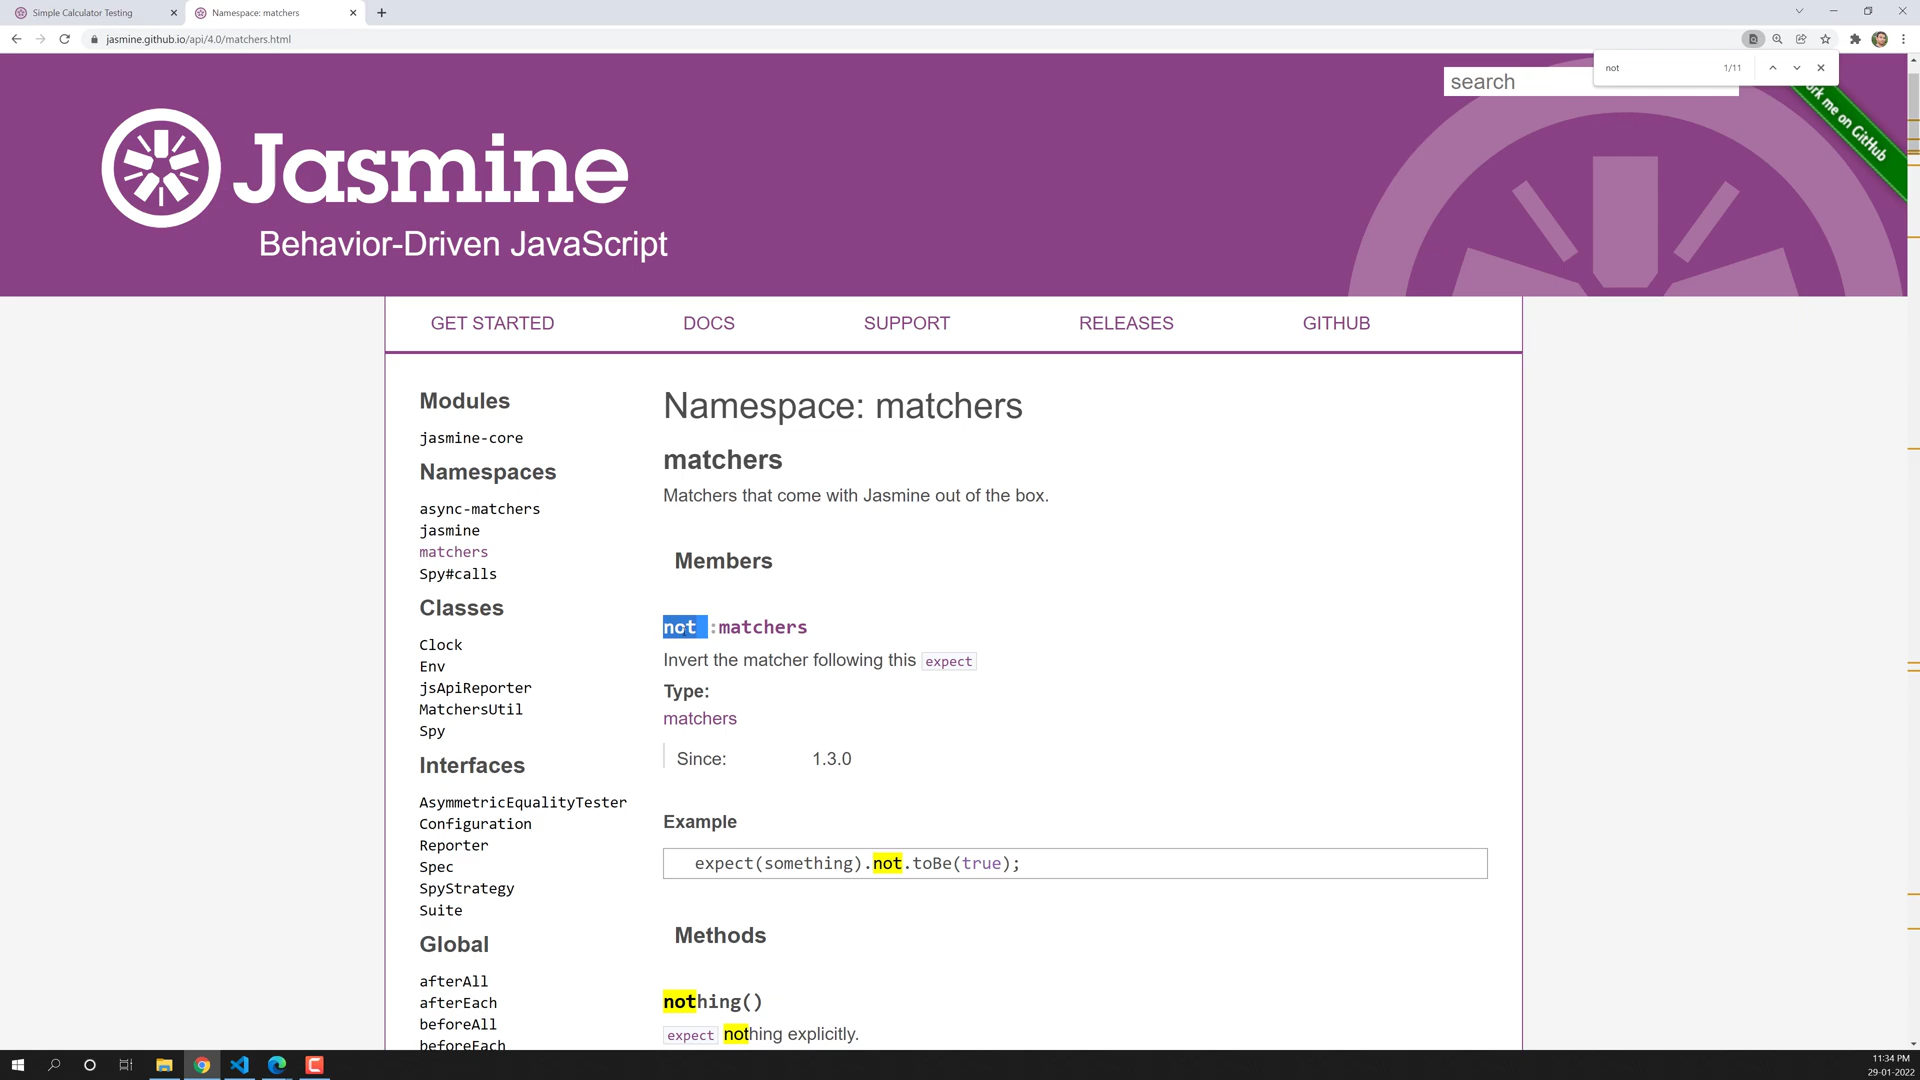 Simple Calculator Testing
Namespace: matchers
jasmine.github.io/api/4.0/matchers.html
not
1/11
search
ork me on GitHub
Jasmine
Behavior-Driven JavaScript
GET STARTED
DOCS
SUPPORT
RELEASES
GITHUB
Modules
jasmine-core
Namespaces
async-matchers
jasmine
matchers
Spy#calls
Classes
Clock
Env
jsApiReporter
MatchersUtil
Spy
Interfaces
AsymmetricEqualityTester
Configuration
Reporter
Spec
SpyStrategy
Suite
Global
afterAll
afterEach
beforeAll
beforeEach
Namespace: matchers
matchers
Matchers that come with Jasmine out of the box.
Members
not :matchers
Invert the matcher following this expect
Type:
matchers
Since: 1.3.0
Example
expect(something).not.toBe(true);
Methods
nothing()
expect nothing explicitly.
11:34 PM
29-01-2022